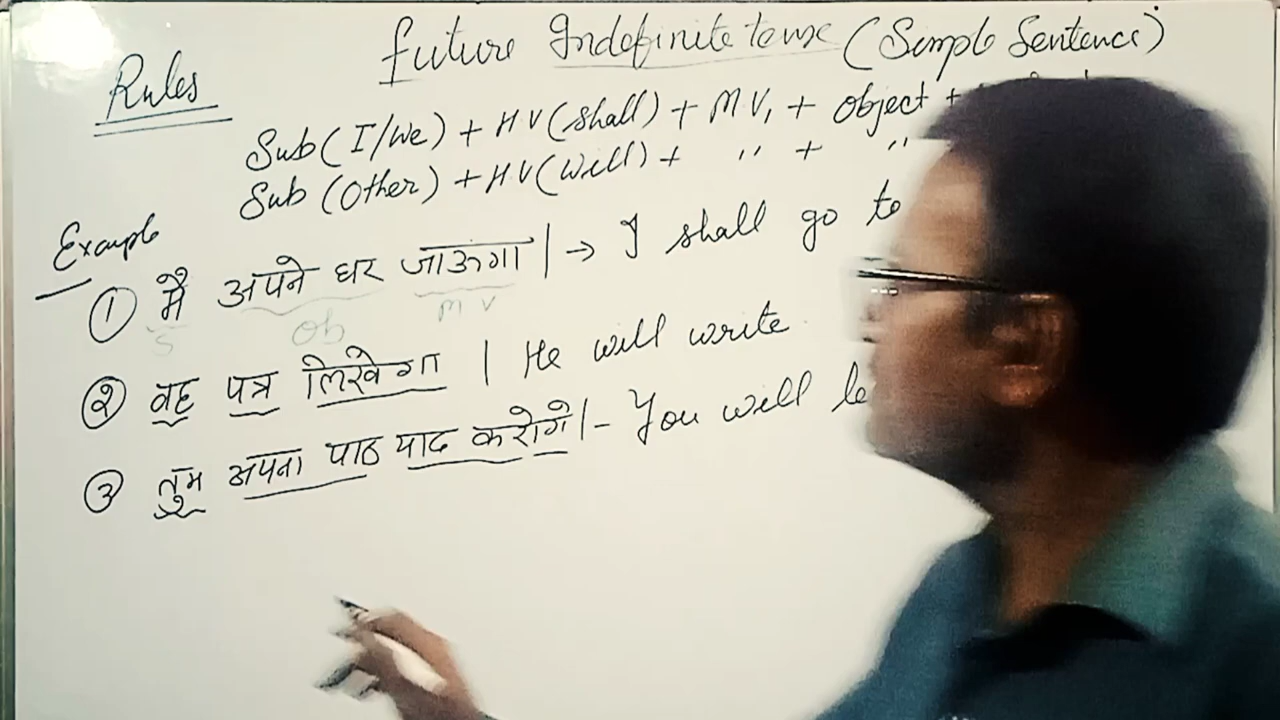 Future Indefinite tense (Simple Sentence)
Rules
Sub (I/We) + HV (shall) + MV₁ + object +
Sub (Other) + HV (will) + " + "
Example
① मैं अपने घर जाऊंगा | → I shall go to
S Ob M V
② वह पत्र लिखेगा | He will write
③ तुम अपना पाठ याद करोगे | - You will le